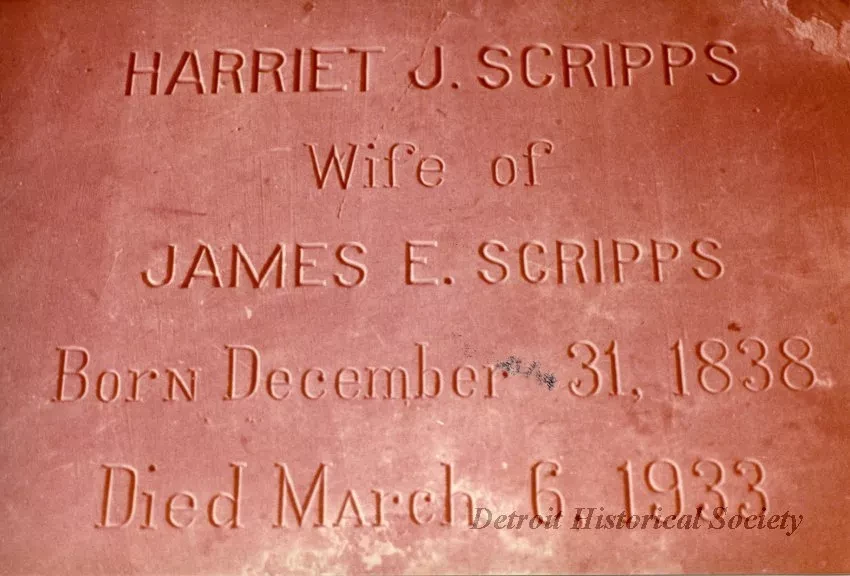 HARRIET J. SCRIPPS
Wife of
JAMES E. SCRIPPS
Born December 31, 1838
Died March 6, 1933
Detroit Historical Society